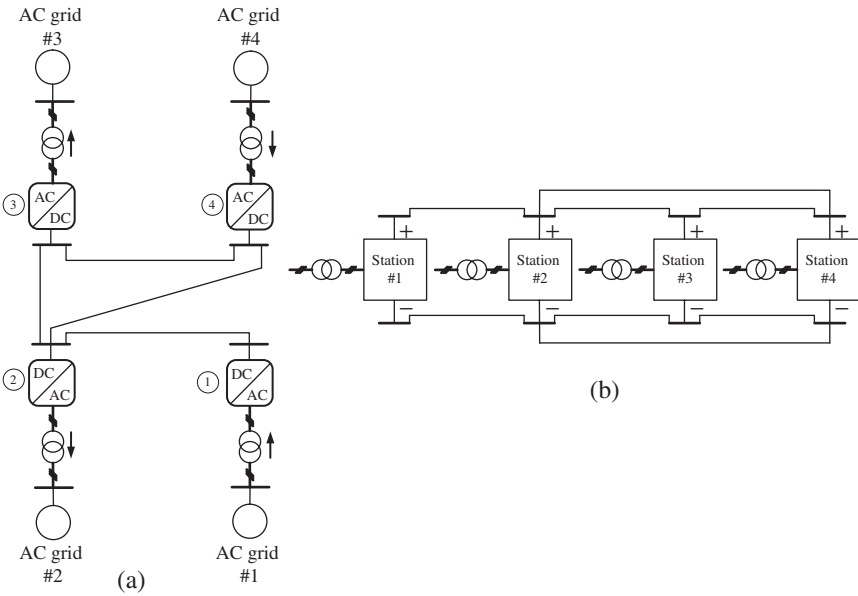 AC grid
#3
AC grid
#4
3
AC
DC
4
AC
DC
2
DC
AC
1
DC
AC
AC grid
#2
AC grid
#1
(a)
+
+
+
+
Station
#1
Station
#2
Station
#3
Station
#4
−
−
−
−
(b)